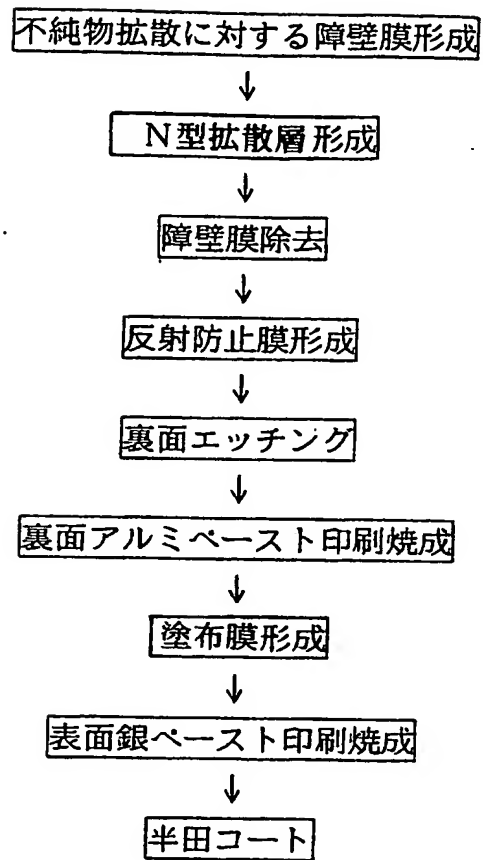 不純物拡散に対する障壁膜形成
↓
N型拡散層形成
↓
障壁膜除去
↓
反射防止膜形成
↓
裏面エッチング
↓
裏面アルミペースト印刷焼成
↓
塗布膜形成
↓
表面銀ペースト印刷焼成
↓
半田コート